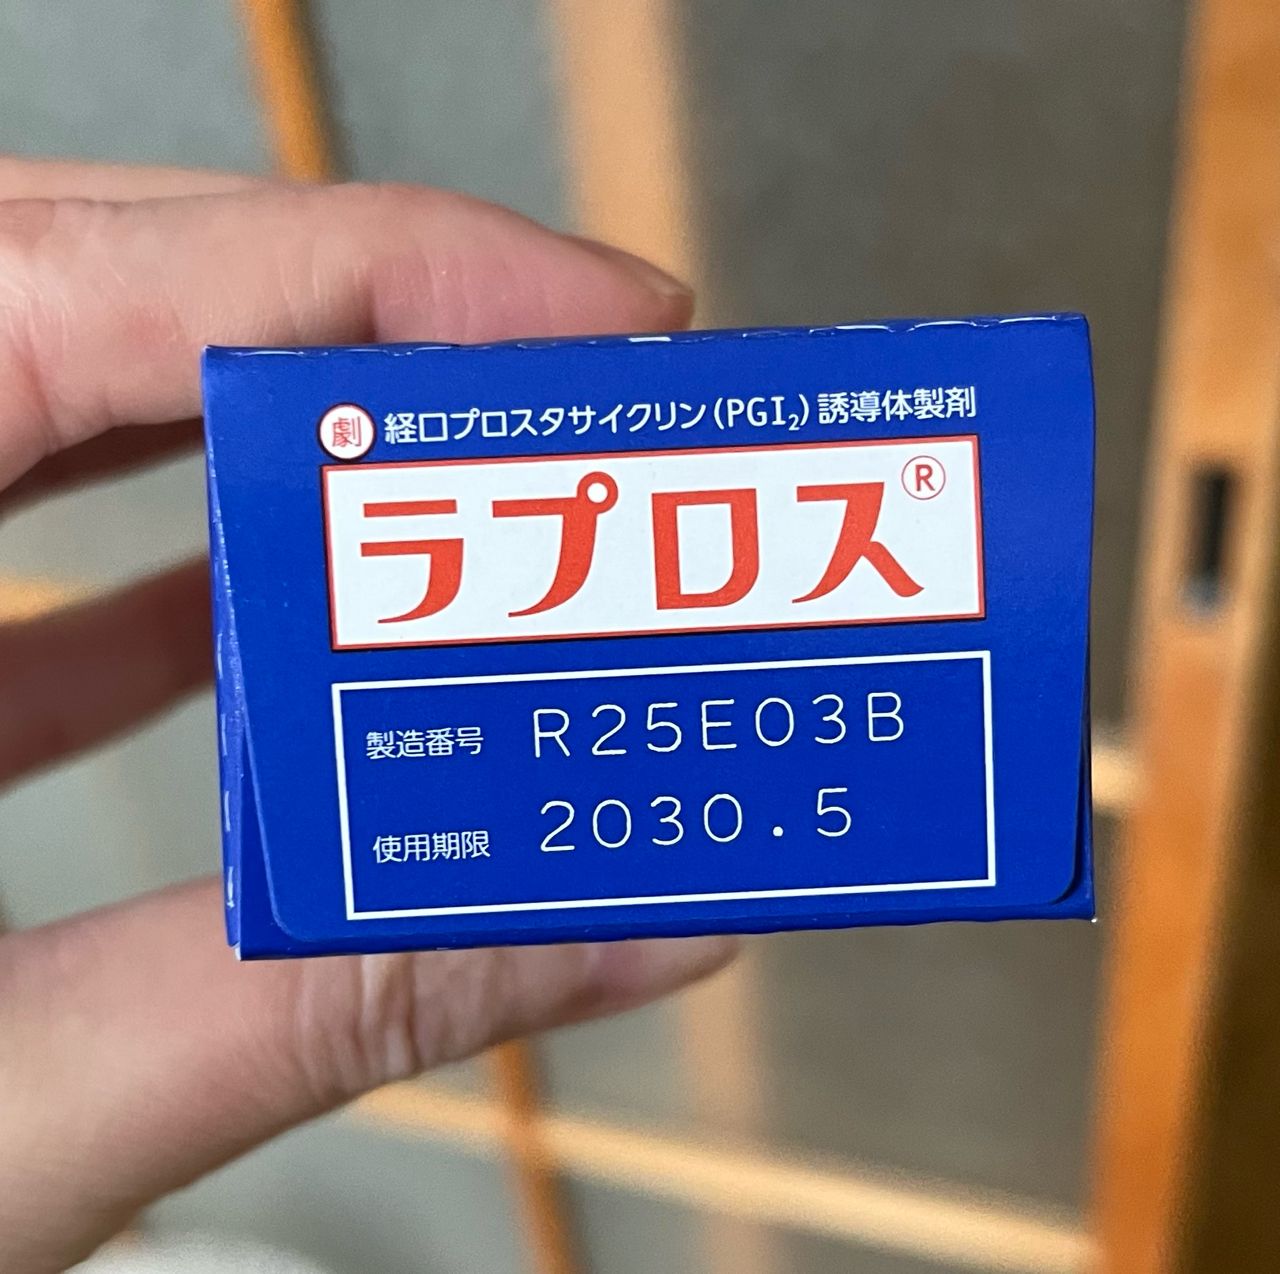 劇 経口プロスタサイクリン(PGI₂)誘導体製剤
ラプロス®
製造番号 R25E03B
使用期限 2030.5